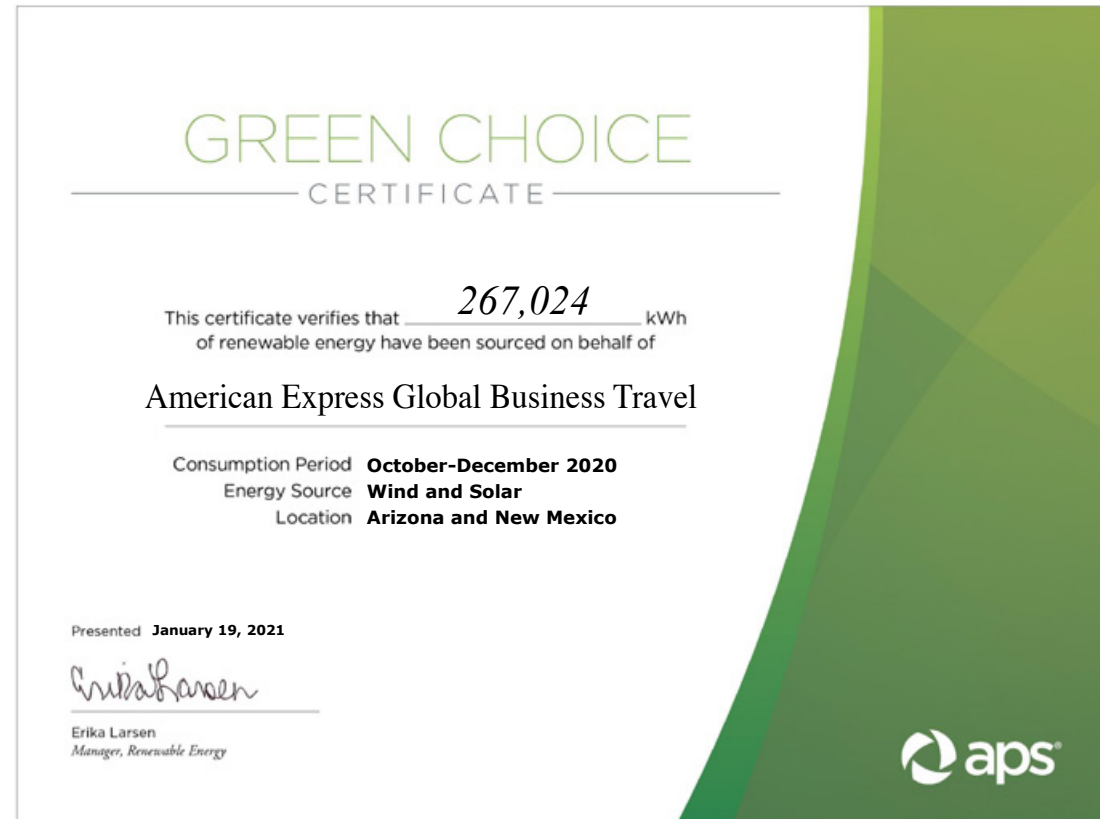 GREEN CHOICE
CERTIFICATE
This certificate verifies that 267,024 kWh
of renewable energy have been sourced on behalf of
American Express Global Business Travel
Consumption Period October-December 2020
Energy Source Wind and Solar
Location Arizona and New Mexico
Presented January 19, 2021
Erika Larsen
Erika Larsen
Manager, Renewable Energy
aps